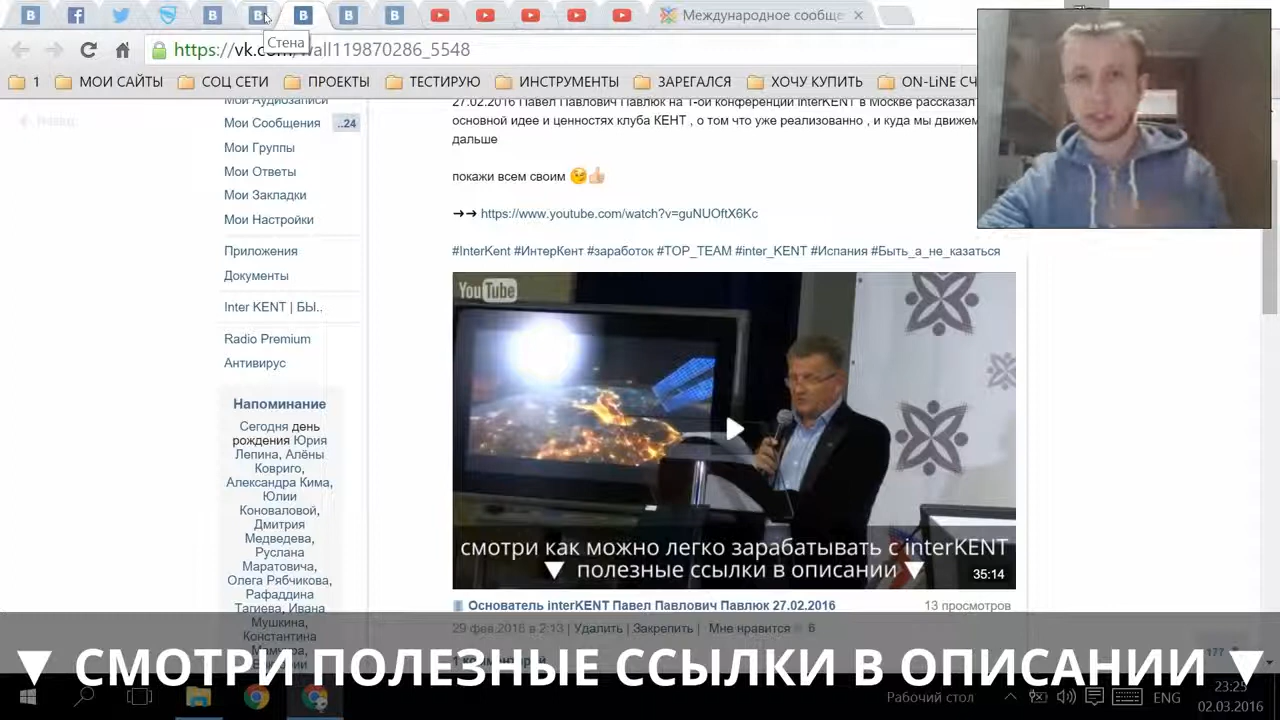 Международное сообще
https://vk.com/wall119870286_5548
Стена
1
МОИ САЙТЫ
СОЦ СЕТИ
ПРОЕКТЫ
ТЕСТИРУЮ
ИНСТРУМЕНТЫ
ЗАРЕГАЛСЯ
ХОЧУ КУПИТЬ
ON-LiNE СЧ
Мои Аудиозаписи
Мои Сообщения ..24
Мои Группы
Мои Ответы
Мои Закладки
Мои Настройки
Приложения
Документы
Inter KENT | БЫ..
Radio Premium
Антивирус
Напоминание
Сегодня день
рождения Юрия
Лепина, Алёны
Ковриго,
Александра Кима,
Юлии
Коноваловой,
Дмитрия
Медведева,
Руслана
Маратовича,
Олега Рябчикова,
Рафаддина
Тагиева, Ивана
Мушкина,
Константина
27.02.2016 Павел Павлович Павлюк на 1-ой конференции interKENT в Москве рассказал
основной идее и ценностях клуба КЕНТ , о том что уже реализованно , и куда мы движем
дальше
покажи всем своим
→→ https://www.youtube.com/watch?v=guNUOftX6Kc
#InterKent #ИнтерКент #заработок #TOP_TEAM #inter_KENT #Испания #Быть_а_не_казаться
YouTube
смотри как можно легко зарабатывать с interKENT
▼ полезные ссылки в описании ▼
35:14
Основатель interKENT Павел Павлович Павлюк 27.02.2016
13 просмотров
29 фев 2016 в 2:13 | Удалить | Закрепить | Мне нравится 6
177
▼ СМОТРИ ПОЛЕЗНЫЕ ССЫЛКИ В ОПИСАНИИ ▼
Рабочий стол
ENG
23:25
02.03.2016